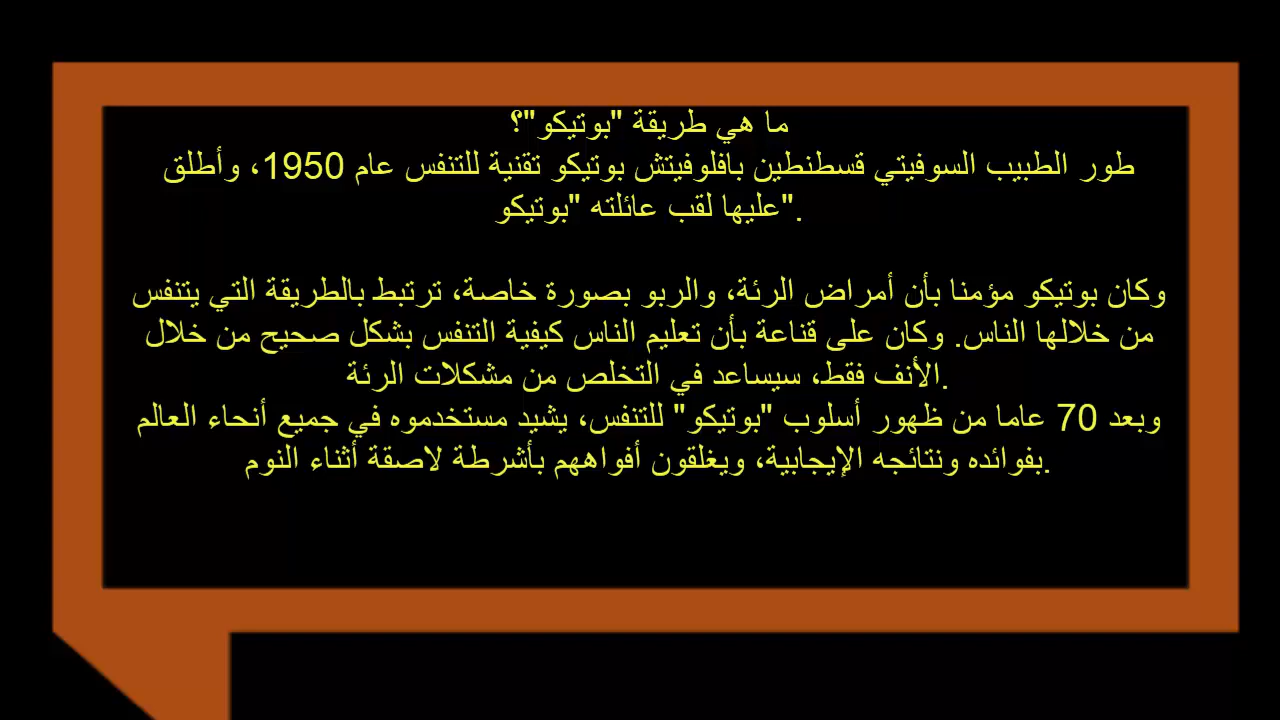 ما هي طريقة "بوتيكو"؟
طور الطبيب السوفيتي قسطنطين بافلوفيتش بوتيكو تقنية للتنفس عام 1950، وأطلق
عليها لقب عائلته "بوتيكو".
وكان بوتيكو مؤمنا بأن أمراض الرئة، والربو بصورة خاصة، ترتبط بالطريقة التي يتنفس
من خلالها الناس. وكان على قناعة بأن تعليم الناس كيفية التنفس بشكل صحيح من خلال
الأنف فقط، سيساعد في التخلص من مشكلات الرئة.
وبعد 70 عاما من ظهور أسلوب "بوتيكو" للتنفس، يشيد مستخدموه في جميع أنحاء العالم
بفوائده ونتائجه الإيجابية، ويغلقون أفواههم بأشرطة لاصقة أثناء النوم.